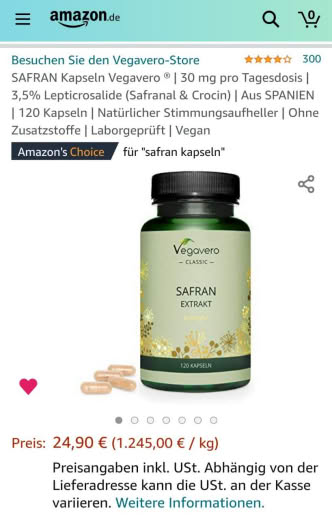 amazon.de
0
Besuchen Sie den Vegavero-Store
300
SAFRAN Kapseln Vegavero ® | 30 mg pro Tagesdosis |
3,5% Lepticrosalide (Safranal & Crocin) | Aus SPANIEN
| 120 Kapseln | Natürlicher Stimmungsaufheller | Ohne
Zusatzstoffe | Laborgeprüft | Vegan
Amazon's Choice für "safran kapseln"
Vegavero
— CLASSIC —
SAFRAN
EXTRAKT
120 KAPSELN
Preis: 24,90 € (1.245,00 € / kg)
Preisangaben inkl. USt. Abhängig von der
Lieferadresse kann die USt. an der Kasse
variieren. Weitere Informationen.